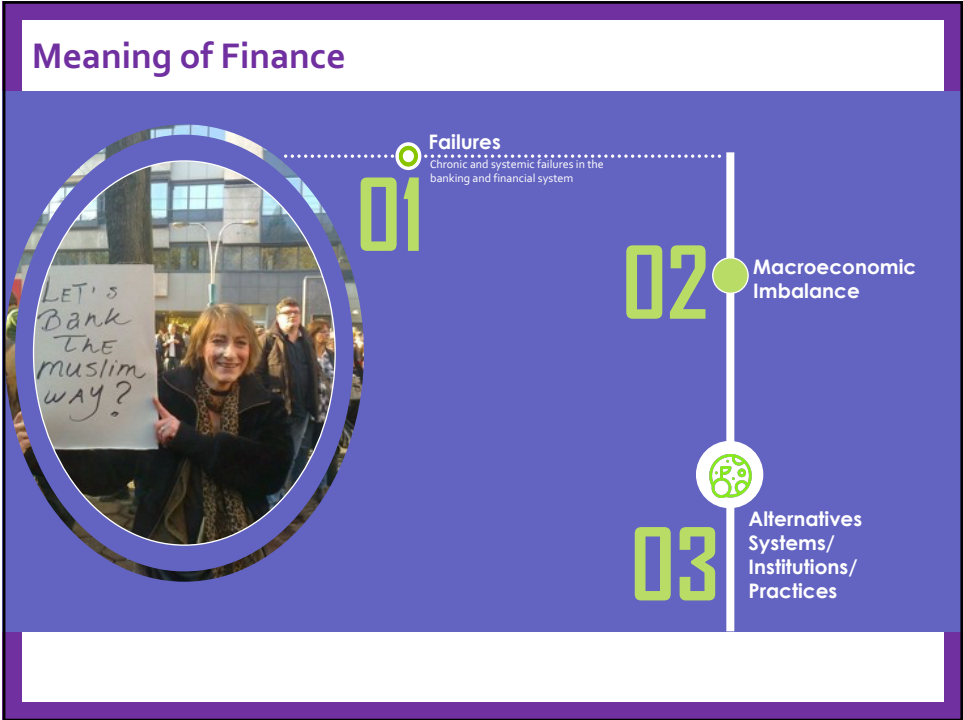 Meaning of Finance
Failures
Chronic and systemic failures in the
banking and financial system
01
LET'S
Bank
The
muslim
way?
02
Macroeconomic
Imbalance
03
Alternatives
Systems/
Institutions/
Practices